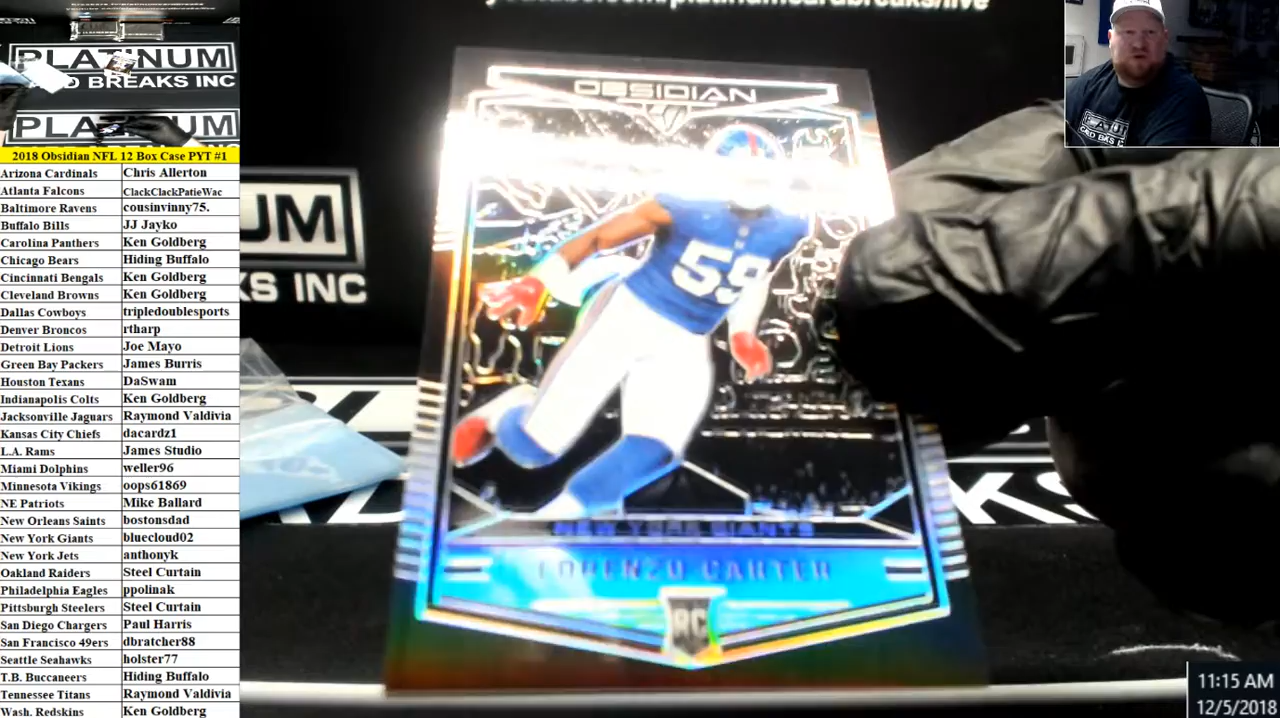 PLATINUM
CARD BREAKS INC
2018 Obsidian NFL 12 Box Case PYT #1
Arizona Cardinals Chris Allerton
Atlanta Falcons ClackClackPatieWac
Baltimore Ravens cousinvinny75.
Buffalo Bills JJ Jayko
Carolina Panthers Ken Goldberg
Chicago Bears Hiding Buffalo
Cincinnati Bengals Ken Goldberg
Cleveland Browns Ken Goldberg
Dallas Cowboys tripledoublesports
Denver Broncos rtharp
Detroit Lions Joe Mayo
Green Bay Packers James Burris
Houston Texans DaSwam
Indianapolis Colts Ken Goldberg
Jacksonville Jaguars Raymond Valdivia
Kansas City Chiefs dacardz1
L.A. Rams James Studio
Miami Dolphins weller96
Minnesota Vikings oops61869
NE Patriots Mike Ballard
New Orleans Saints bostonsdad
New York Giants bluecloud02
New York Jets anthonyk
Oakland Raiders Steel Curtain
Philadelphia Eagles ppolinak
Pittsburgh Steelers Steel Curtain
San Diego Chargers Paul Harris
San Francisco 49ers dbratcher88
Seattle Seahawks holster77
T.B. Buccaneers Hiding Buffalo
Tennessee Titans Raymond Valdivia
Wash. Redskins Ken Goldberg
UM
KS INC
OBSIDIAN
59
NEW YORK GIANTS
LORENZO CARTER
RC
11:15 AM
12/5/2018